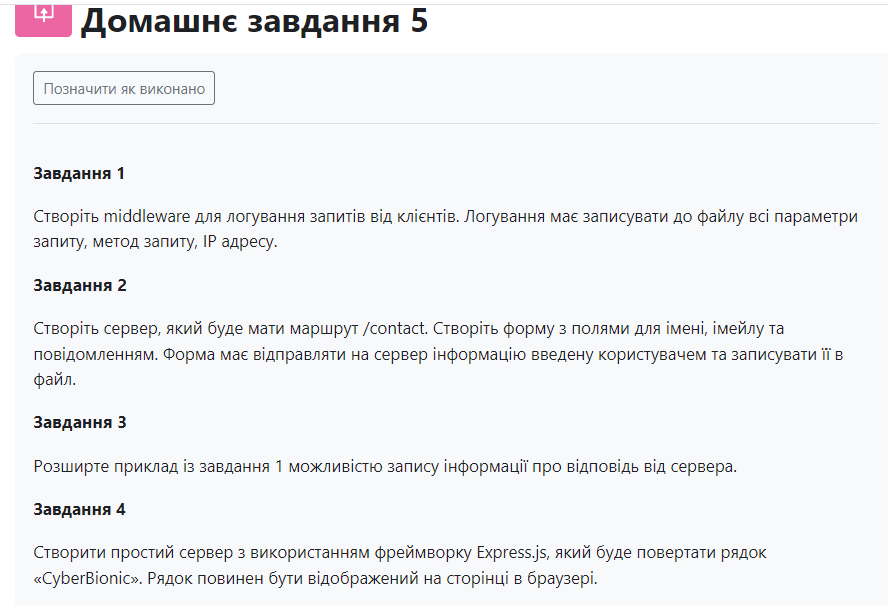 Домашнє завдання 5
Позначити як виконано
Завдання 1
Створіть middleware для логування запитів від клієнтів. Логування має записувати до файлу всі параметри
запиту, метод запиту, IP адресу.
Завдання 2
Створіть сервер, який буде мати маршрут /contact. Створіть форму з полями для імені, імейлу та
повідомленням. Форма має відправляти на сервер інформацію введену користувачем та записувати її в
файл.
Завдання 3
Розширте приклад із завдання 1 можливістю запису інформації про відповідь від сервера.
Завдання 4
Створити простий сервер з використанням фреймворку Express.js, який буде повертати рядок
«CyberBionic». Рядок повинен бути відображений на сторінці в браузері.